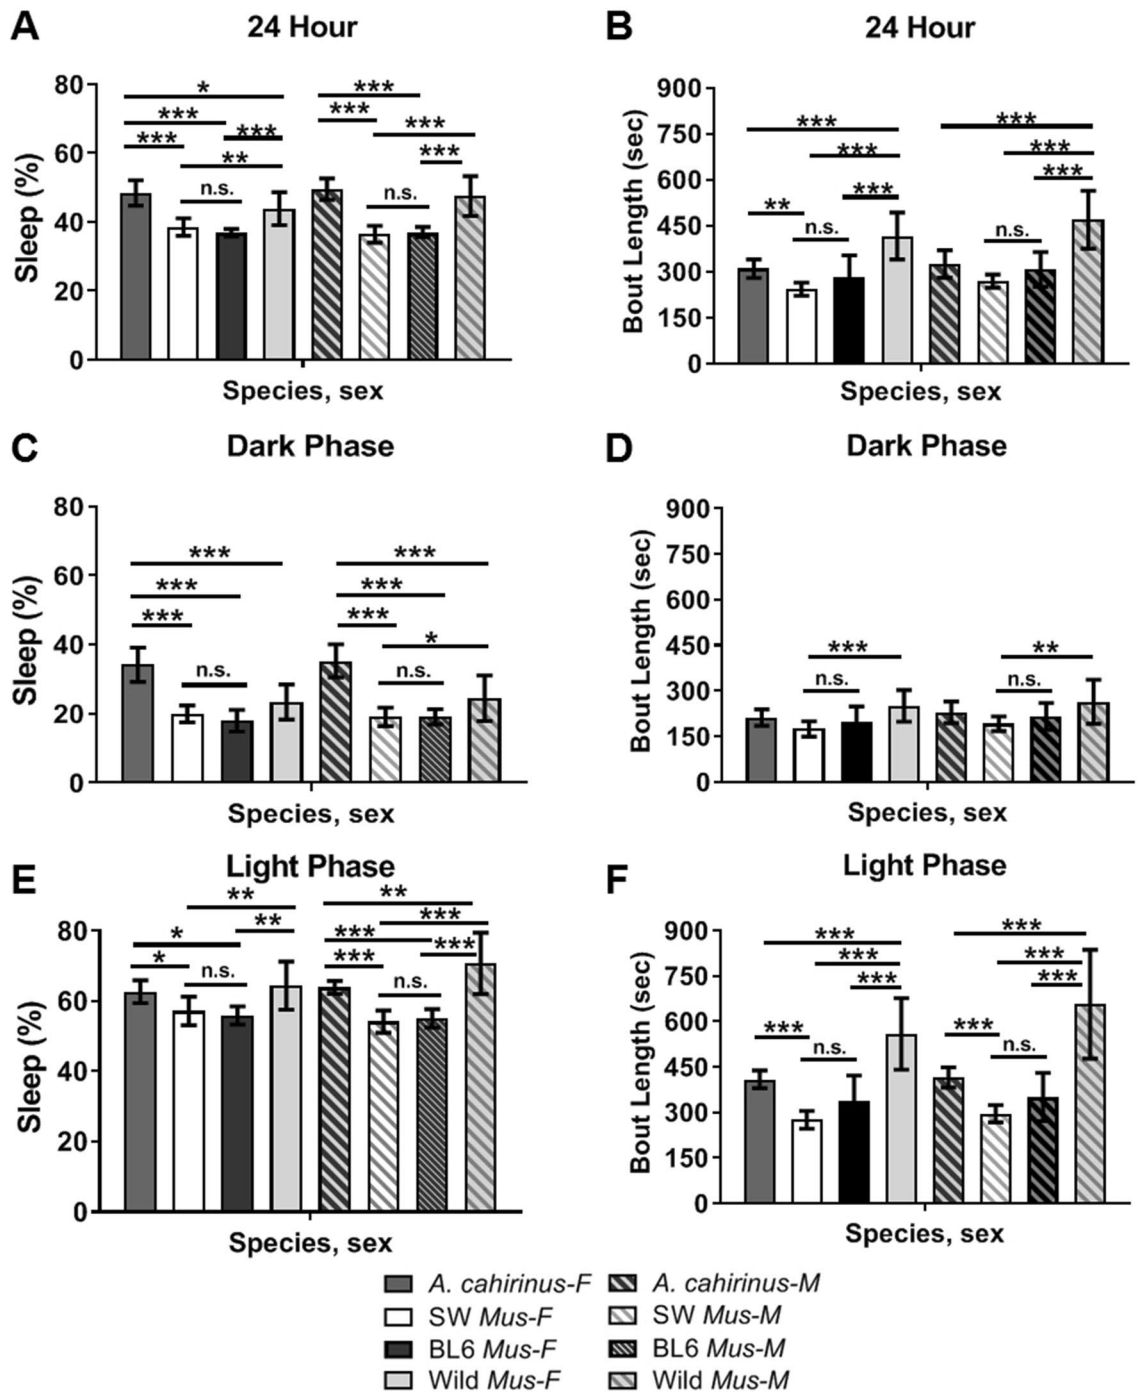 A 24 Hour
80
60
40
20
0
Sleep (%)
*
***
***
***
***
***
**
***
***
n.s.
n.s.
Species, sex
B 24 Hour
900
750
600
450
300
150
0
Bout Length (sec)
***
***
***
***
***
***
**
n.s.
n.s.
Species, sex
C Dark Phase
80
60
40
20
0
Sleep (%)
***
***
***
***
***
***
*
n.s.
n.s.
Species, sex
D Dark Phase
900
750
600
450
300
150
0
Bout Length (sec)
***
**
n.s.
n.s.
Species, sex
E Light Phase
80
60
40
20
0
Sleep (%)
**
**
***
*
**
***
***
*
***
n.s.
n.s.
Species, sex
F Light Phase
900
750
600
450
300
150
0
Bout Length (sec)
***
***
***
***
***
***
***
***
n.s.
n.s.
Species, sex
A. cahirinus-F A. cahirinus-M
SW Mus-F SW Mus-M
BL6 Mus-F BL6 Mus-M
Wild Mus-F Wild Mus-M